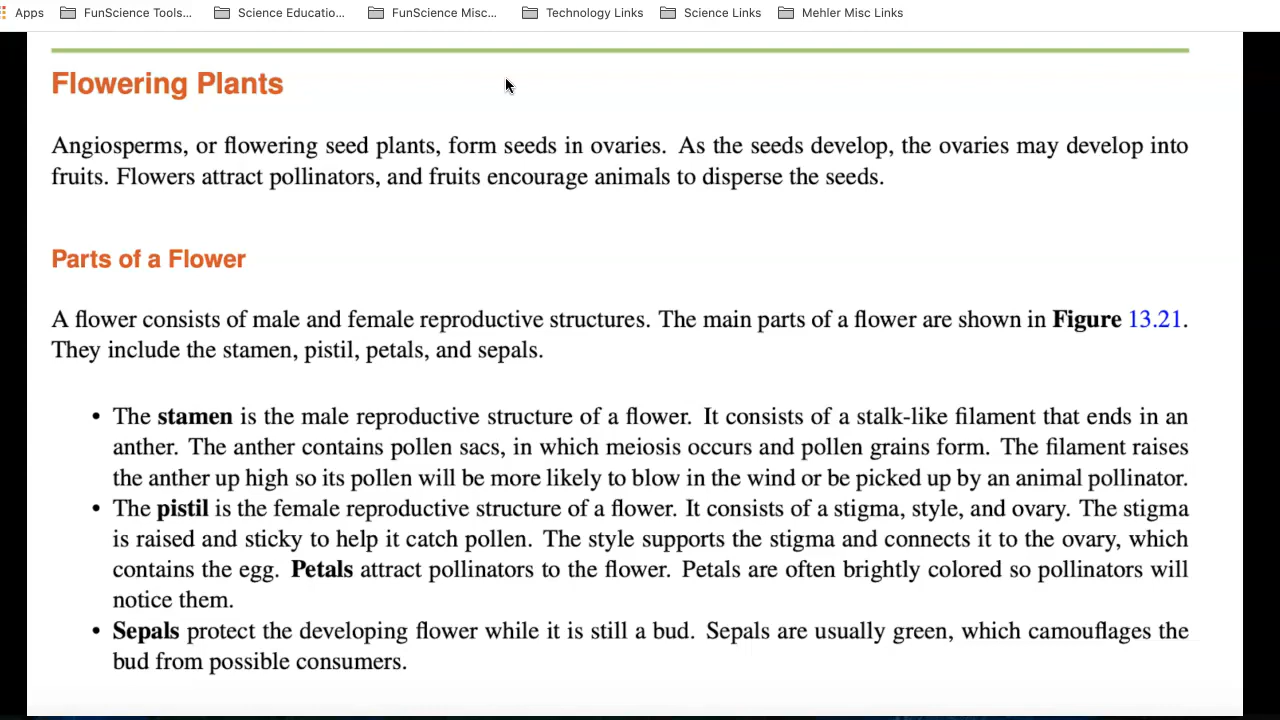 Apps FunScience Tools... Science Educatio... FunScience Misc... Technology Links Science Links Mehler Misc Links
Flowering Plants
Angiosperms, or flowering seed plants, form seeds in ovaries. As the seeds develop, the ovaries may develop into
fruits. Flowers attract pollinators, and fruits encourage animals to disperse the seeds.
Parts of a Flower
A flower consists of male and female reproductive structures. The main parts of a flower are shown in Figure 13.21.
They include the stamen, pistil, petals, and sepals.
• The stamen is the male reproductive structure of a flower. It consists of a stalk-like filament that ends in an
anther. The anther contains pollen sacs, in which meiosis occurs and pollen grains form. The filament raises
the anther up high so its pollen will be more likely to blow in the wind or be picked up by an animal pollinator.
• The pistil is the female reproductive structure of a flower. It consists of a stigma, style, and ovary. The stigma
is raised and sticky to help it catch pollen. The style supports the stigma and connects it to the ovary, which
contains the egg. Petals attract pollinators to the flower. Petals are often brightly colored so pollinators will
notice them.
• Sepals protect the developing flower while it is still a bud. Sepals are usually green, which camouflages the
bud from possible consumers.